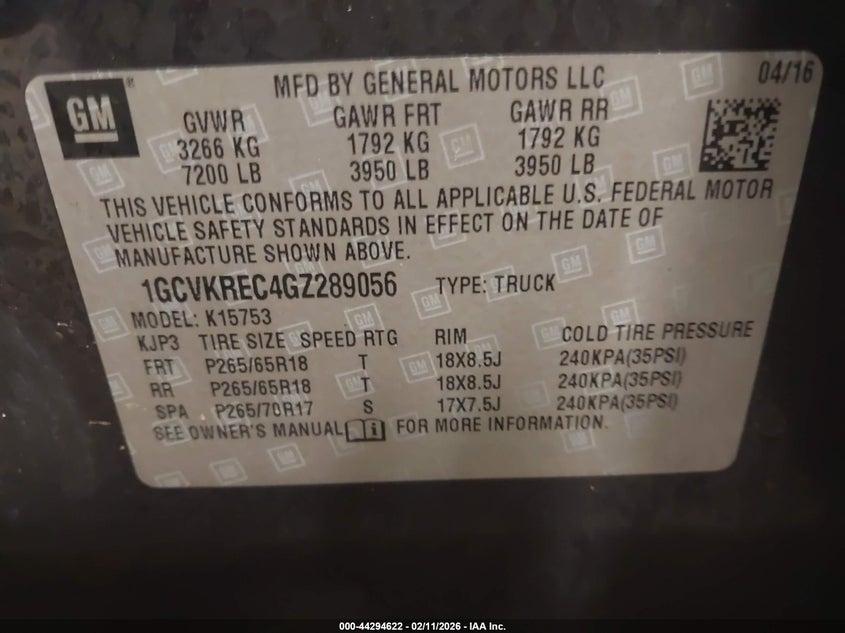 GM
®
MFD BY GENERAL MOTORS LLC
04/16
GVWR GAWR FRT GAWR RR
3266 KG 1792 KG 1792 KG
7200 LB 3950 LB 3950 LB
THIS VEHICLE CONFORMS TO ALL APPLICABLE U.S. FEDERAL MOTOR
VEHICLE SAFETY STANDARDS IN EFFECT ON THE DATE OF
MANUFACTURE SHOWN ABOVE.
1GCVKREC4GZ289056 TYPE: TRUCK
MODEL: K15753
KJP3 TIRE SIZE SPEED RTG RIM COLD TIRE PRESSURE
FRT P265/65R18 T 18X8.5J 240KPA(35PSI)
RR P265/65R18 T 18X8.5J 240KPA(35PSI)
SPA P265/70R17 S 17X7.5J 240KPA(35PSI)
SEE OWNER'S MANUAL i FOR MORE INFORMATION.
000-44294622 - 02/11/2026 - IAA Inc.